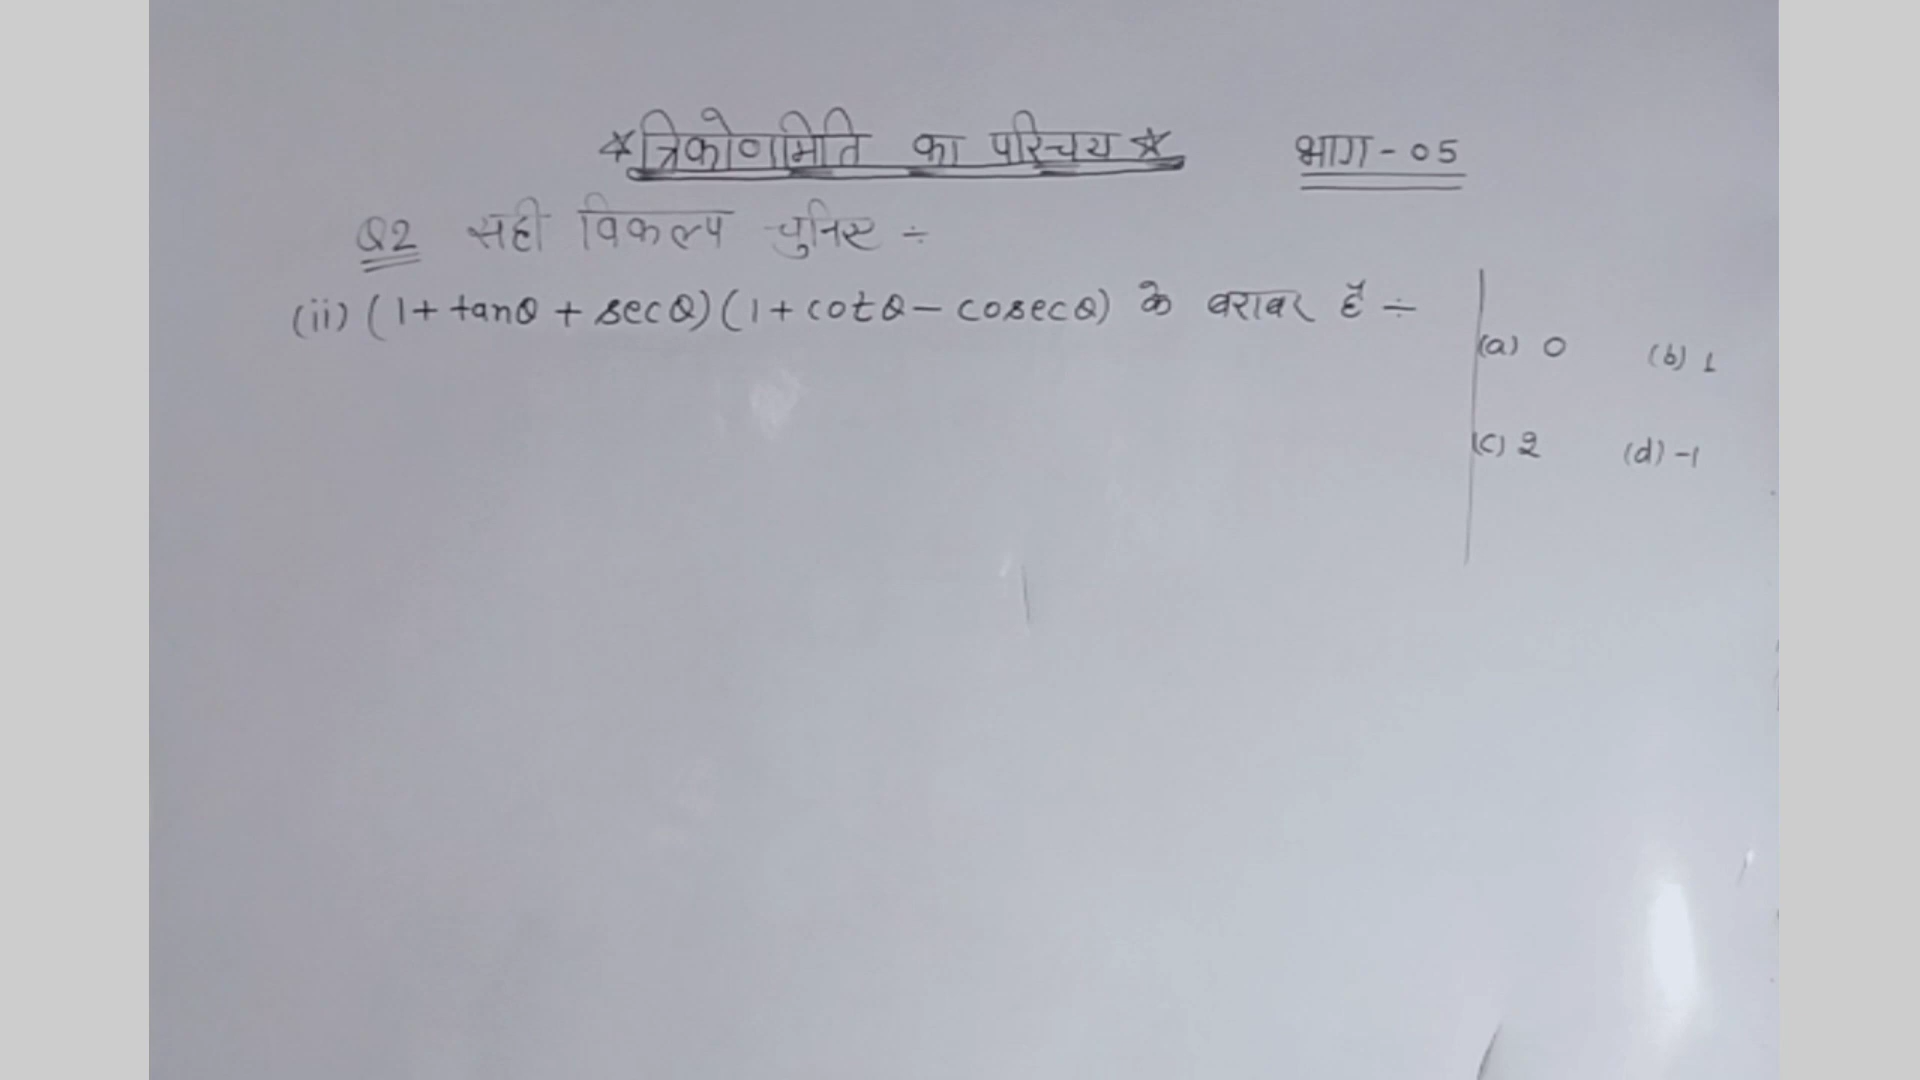 ☆त्रिकोणमिति का परिचय☆ भाग-05
Q2 सही विकल्प चुनिए ÷
(ii) (1+tanθ+secθ)(1+cotθ-cosecθ) के बराबर है ÷
(a) 0 (b) 1
(c) 2 (d) -1